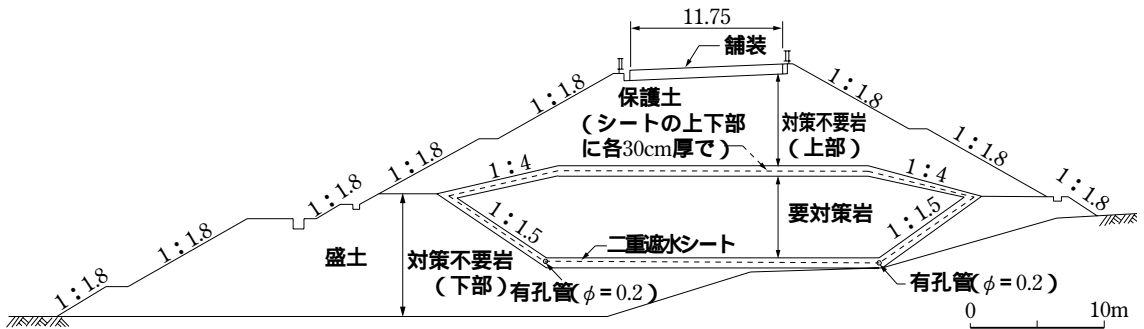 11.75
舗装
1：1.8
1：1.8
保護土
（シートの上下部
に各30cm厚で）
対策不要岩
（上部）
1：1.8
1：1.8
1：4
1：4
1：1.8
1：1.8
1：1.8
1：1.5
要対策岩
1：1.5
二重遮水シート
盛土
対策不要岩
（下部）
有孔管(φ＝0.2)
有孔管(φ＝0.2)
1：1.8
0
10m